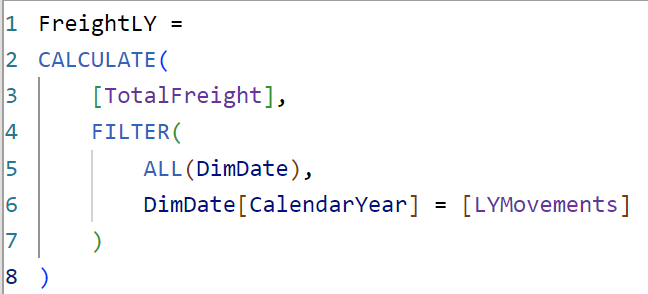 1 FreightLY =
2 CALCULATE(
3 [TotalFreight],
4 FILTER(
5 ALL(DimDate),
6 DimDate[CalendarYear] = [LYMovements]
7 )
8 )